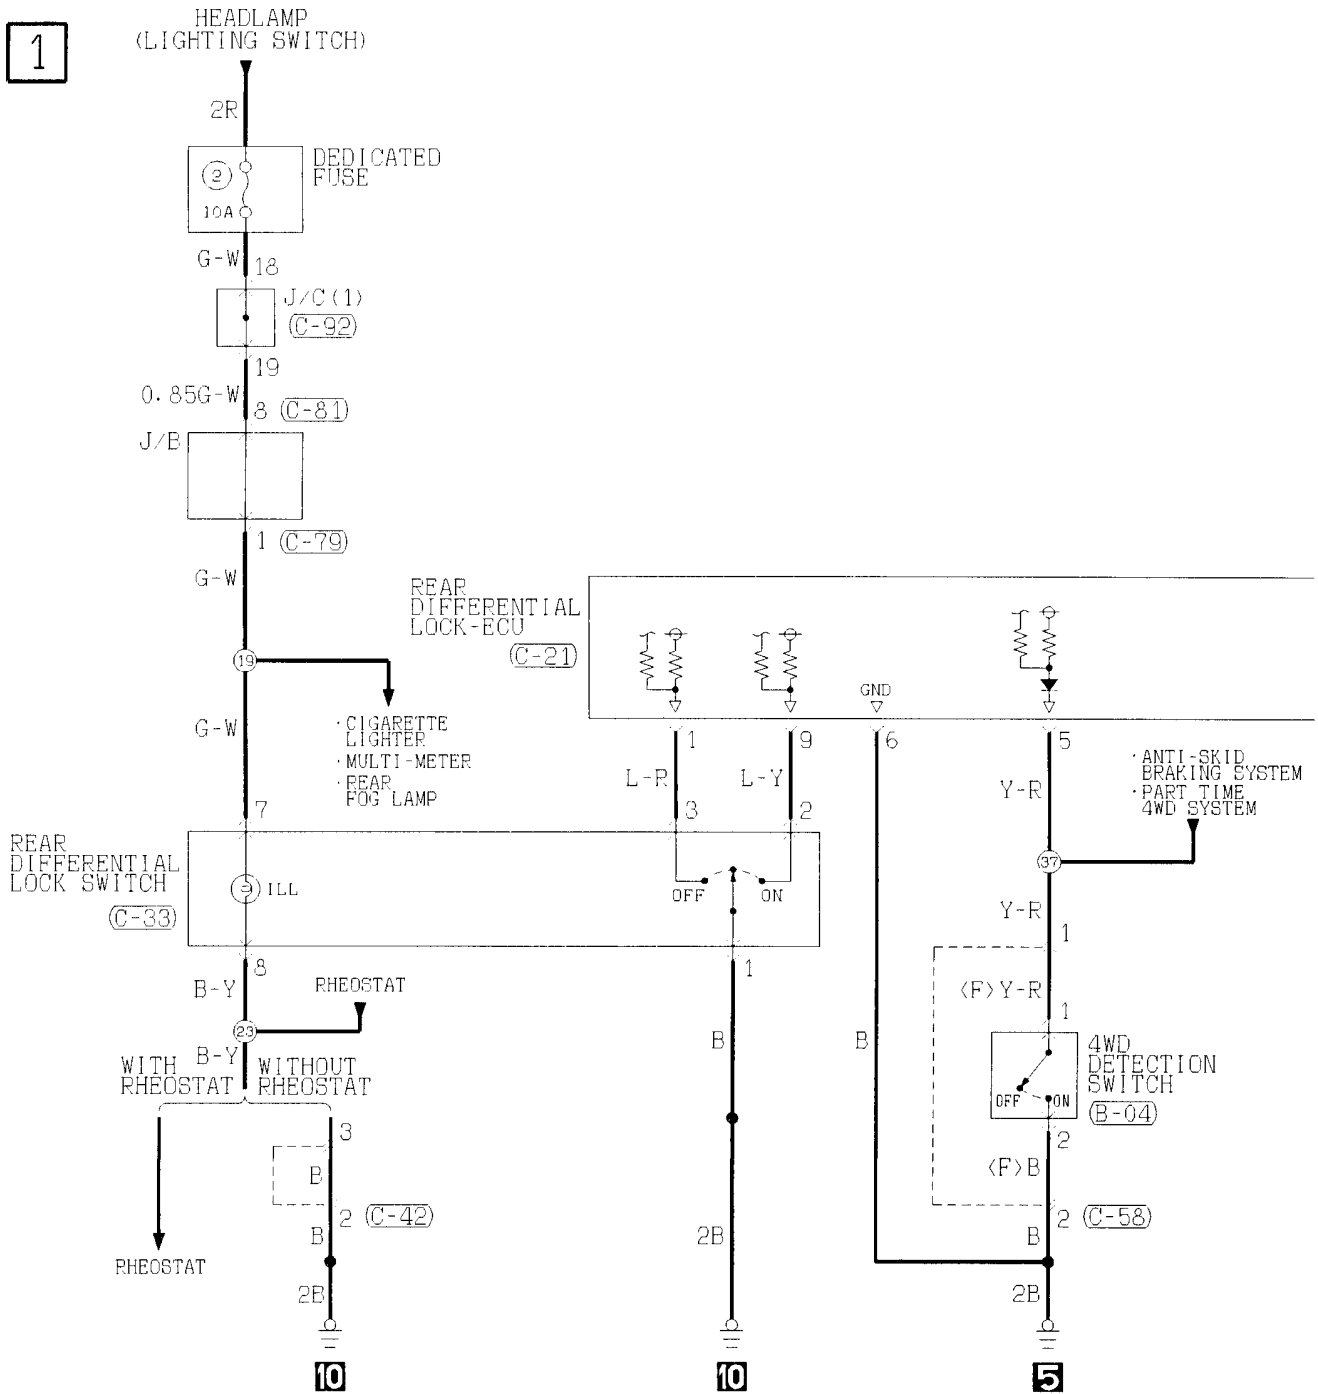 1
HEADLAMP
(LIGHTING SWITCH)
2R
DEDICATED
FUSE
2
10A
G-W
18
J/C(1)
C-92
19
0.85G-W
8
C-81
J/B
1
C-79
G-W
19
G-W
·CIGARETTE
LIGHTER
·MULTI-METER
·REAR
FOG LAMP
7
REAR
DIFFERENTIAL
LOCK-ECU
C-21
GND
1
9
6
5
L-R
L-Y
Y-R
3
2
·ANTI-SKID
BRAKING SYSTEM
·PART TIME
4WD SYSTEM
37
REAR
DIFFERENTIAL
LOCK SWITCH
C-33
ILL
OFF
ON
Y-R
1
8
1
B-Y
RHEOSTAT
<F>Y-R
1
23
B-Y
WITH
RHEOSTAT
WITHOUT
RHEOSTAT
B
B
4WD
DETECTION
SWITCH
B-04
OFF
ON
3
2
B
<F>B
2
C-42
2
C-58
B
2B
B
RHEOSTAT
2B
2B
10
10
5